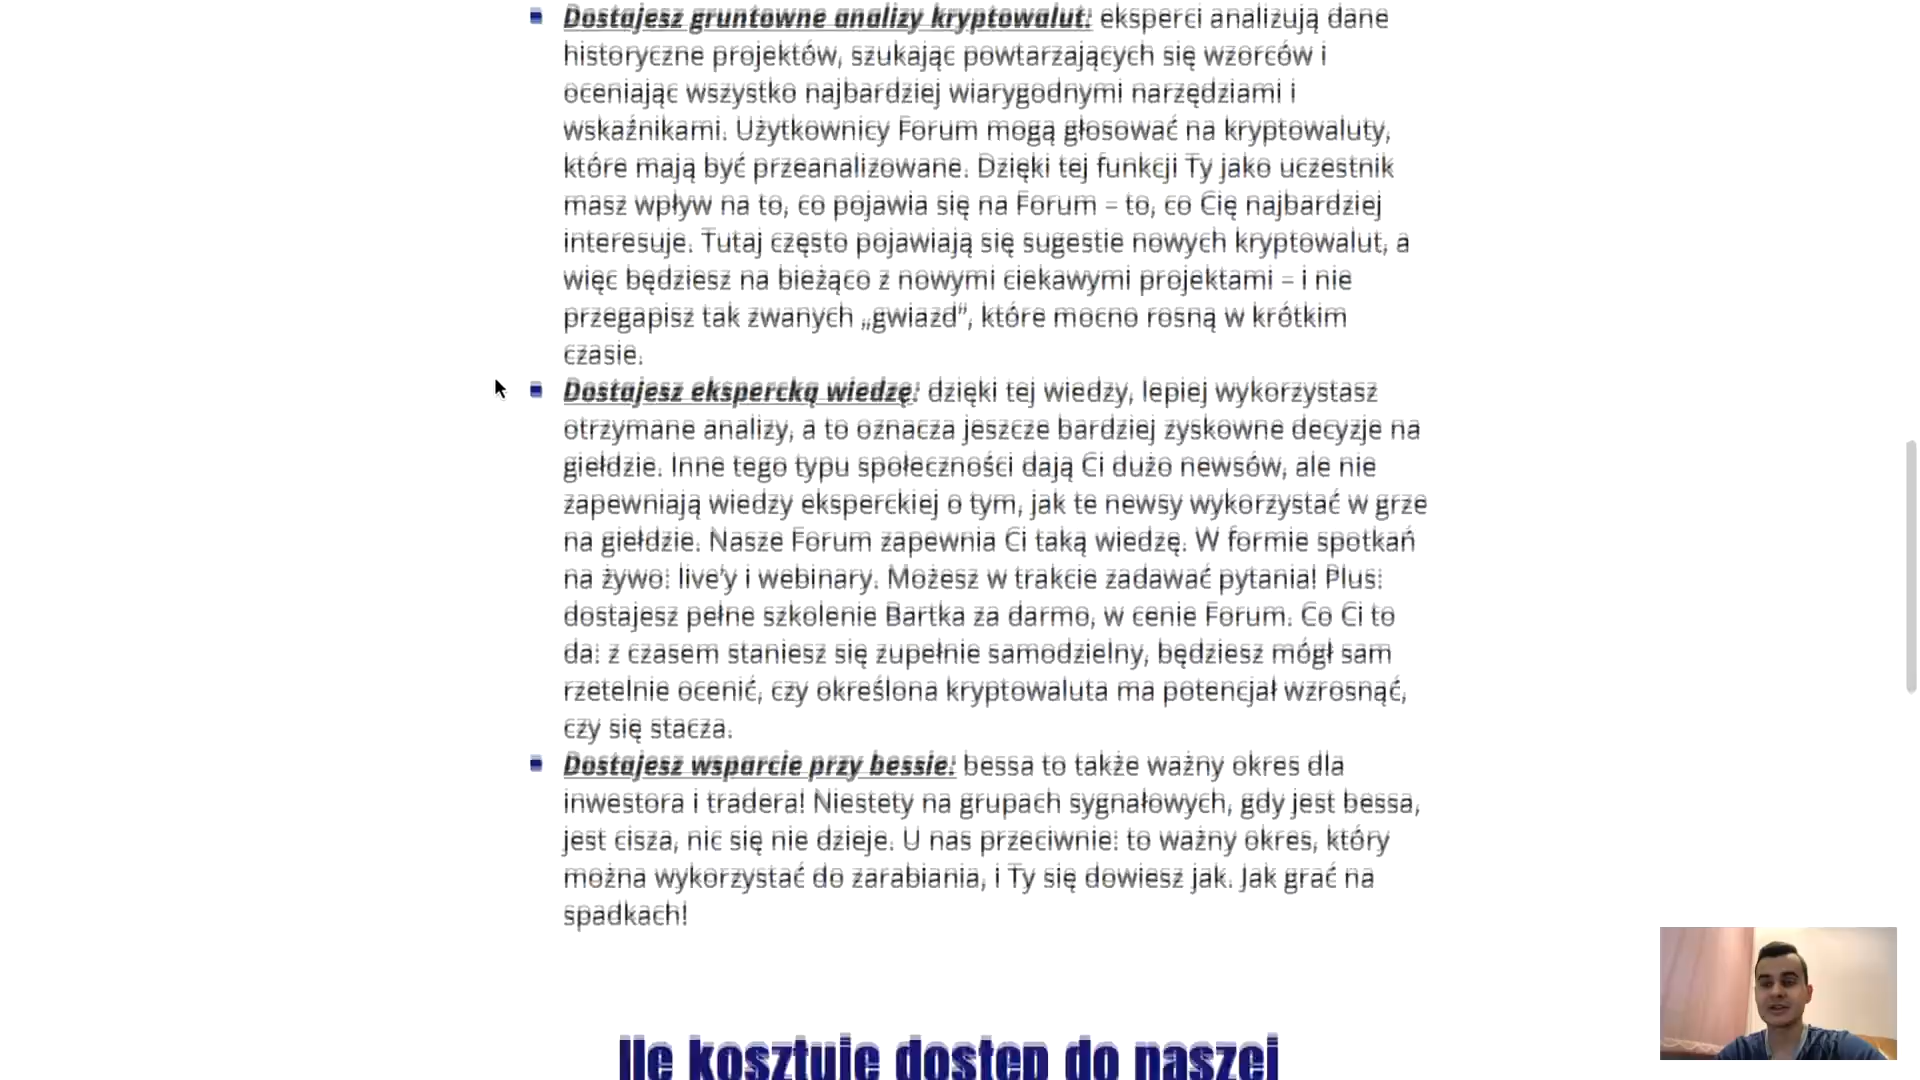 Dostajesz gruntowne analizy kryptowalut: eksperci analizują dane
historyczne projektów, szukając powtarzających się wzorców i
oceniając wszystko najbardziej wiarygodnymi narzędziami i
wskaźnikami. Użytkownicy Forum mogą głosować na kryptowaluty,
które mają być przeanalizowane. Dzięki tej funkcji Ty jako uczestnik
masz wpływ na to, co pojawia się na Forum – to, co Cię najbardziej
interesuje. Tutaj często pojawiają się sugestie nowych kryptowalut, a
więc będziesz na bieżąco z nowymi ciekawymi projektami – i nie
przegapisz tak zwanych „gwiazd”, które mocno rosną w krótkim
czasie.
Dostajesz ekspercką wiedzę: dzięki tej wiedzy, lepiej wykorzystasz
otrzymane analizy, a to oznacza jeszcze bardziej zyskowne decyzje na
giełdzie. Inne tego typu społeczności dają Ci dużo newsów, ale nie
zapewniają wiedzy eksperckiej o tym, jak te newsy wykorzystać w grze
na giełdzie. Nasze Forum zapewnia Ci taką wiedzę. W formie spotkań
na żywo: live’y i webinary. Możesz w trakcie zadawać pytania! Plus:
dostajesz pełne szkolenie Bartka za darmo, w cenie Forum. Co Ci to
da: z czasem staniesz się zupełnie samodzielny, będziesz mógł sam
rzetelnie ocenić, czy określona kryptowaluta ma potencjał wzrosnąć,
czy się stacza.
Dostajesz wsparcie przy bessie: bessa to także ważny okres dla
inwestora i tradera! Niestety na grupach sygnałowych, gdy jest bessa,
jest cisza, nic się nie dzieje. U nas przeciwnie: to ważny okres, który
można wykorzystać do zarabiania, i Ty się dowiesz jak. Jak grać na
spadkach!
Ile kosztuje dostęp do naszej